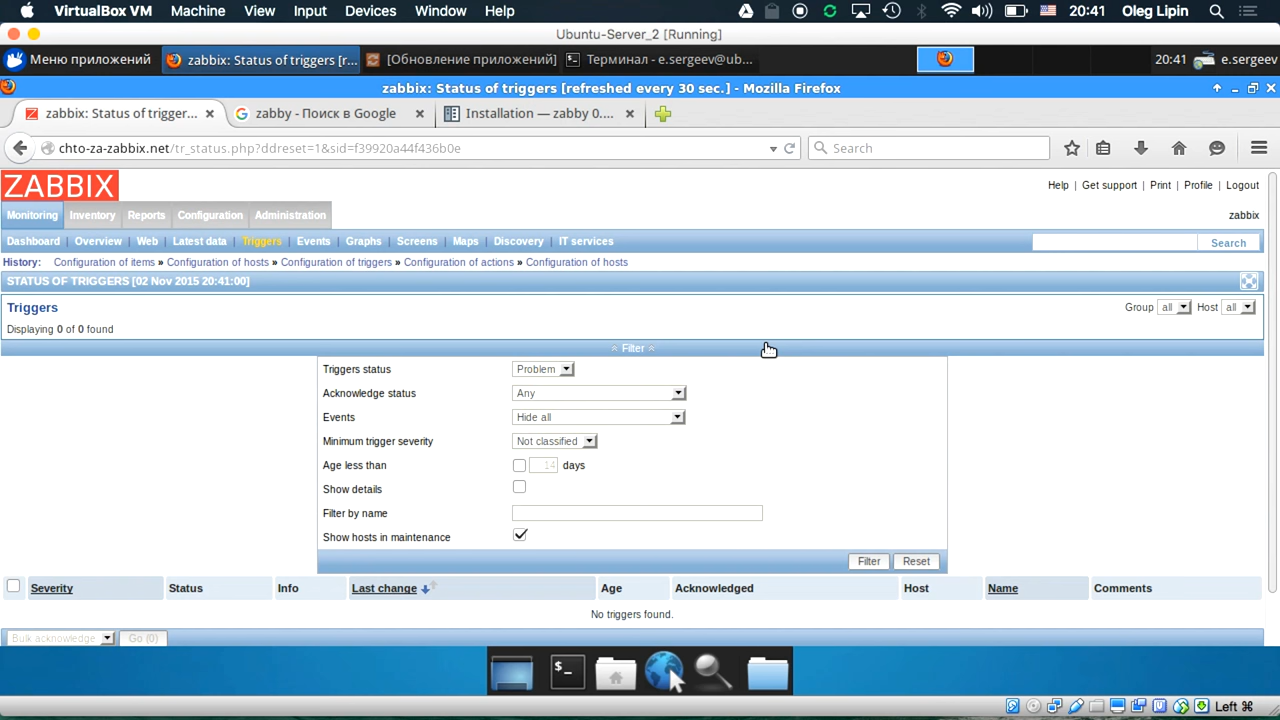 VirtualBox VM Machine View Input Devices Window Help 20:41 Oleg Lipin
Ubuntu-Server_2 [Running]
Меню приложений zabbix: Status of triggers [r... [Обновление приложений] Терминал - e.sergeev@ub... 20:41 e.sergeev
zabbix: Status of triggers [refreshed every 30 sec.] - Mozilla Firefox
zabbix: Status of trigger... zabby - Поиск в Google Installation — zabby 0....
chto-za-zabbix.net/tr_status.php?ddreset=1&sid=f39920a44f436b0e Search
ZABBIX Help | Get support | Print | Profile | Logout
Monitoring Inventory Reports Configuration Administration zabbix
Dashboard | Overview | Web | Latest data | Triggers | Events | Graphs | Screens | Maps | Discovery | IT services Search
History: Configuration of items » Configuration of hosts » Configuration of triggers » Configuration of actions » Configuration of hosts
STATUS OF TRIGGERS [02 Nov 2015 20:41:00]
Triggers Group all Host all
Displaying 0 of 0 found
Filter
Triggers status Problem
Acknowledge status Any
Events Hide all
Minimum trigger severity Not classified
Age less than 14 days
Show details
Filter by name
Show hosts in maintenance
Filter Reset
Severity Status Info Last change Age Acknowledged Host Name Comments
No triggers found.
Bulk acknowledge Go (0)
Left ⌘